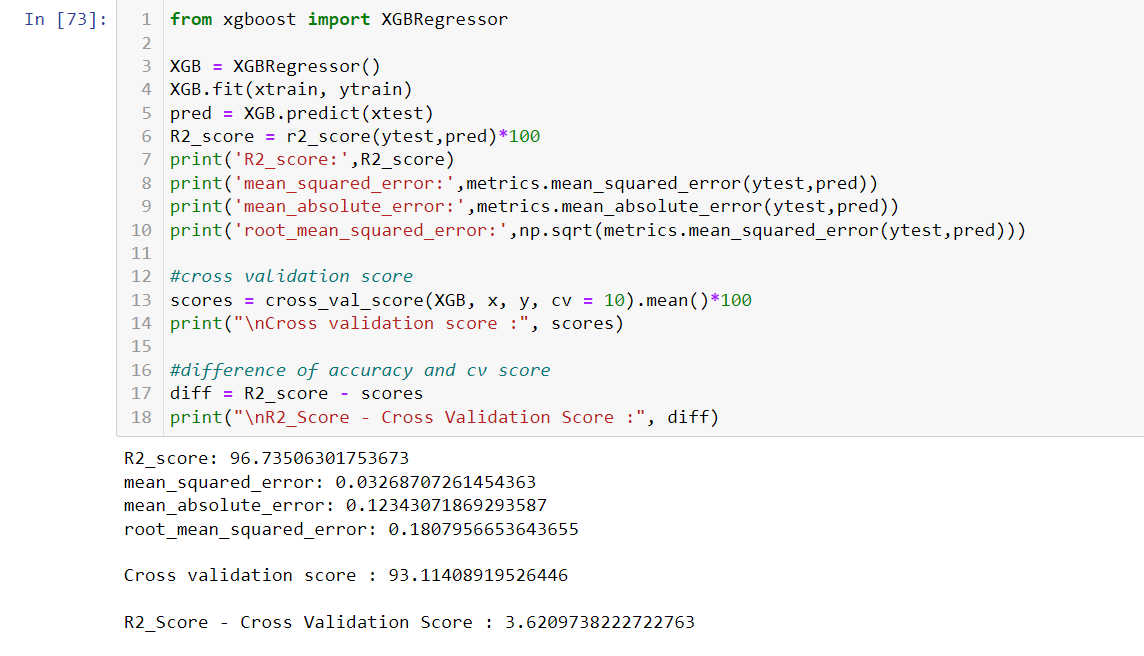 In [73]:
1 from xgboost import XGBRegressor
2
3 XGB = XGBRegressor()
4 XGB.fit(xtrain, ytrain)
5 pred = XGB.predict(xtest)
6 R2_score = r2_score(ytest,pred)*100
7 print('R2_score:',R2_score)
8 print('mean_squared_error:',metrics.mean_squared_error(ytest,pred))
9 print('mean_absolute_error:',metrics.mean_absolute_error(ytest,pred))
10 print('root_mean_squared_error:',np.sqrt(metrics.mean_squared_error(ytest,pred)))
11
12 #cross validation score
13 scores = cross_val_score(XGB, x, y, cv = 10).mean()*100
14 print("\nCross validation score :", scores)
15
16 #difference of accuracy and cv score
17 diff = R2_score - scores
18 print("\nR2_Score - Cross Validation Score :", diff)
R2_score: 96.73506301753673
mean_squared_error: 0.03268707261454363
mean_absolute_error: 0.12343071869293587
root_mean_squared_error: 0.1807956653643655
Cross validation score : 93.11408919526446
R2_Score - Cross Validation Score : 3.6209738222722763